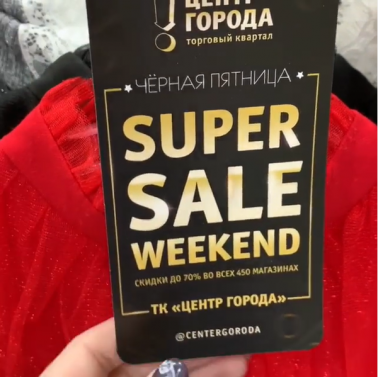 ЦЕНТР
ГОРОДА
торговый квартал
ЧЁРНАЯ ПЯТНИЦА
SUPER
SALE
WEEKEND
СКИДКИ ДО 70% ВО ВСЕХ 450 МАГАЗИНАХ
ТК «ЦЕНТР ГОРОДА»
@CENTERGORODA